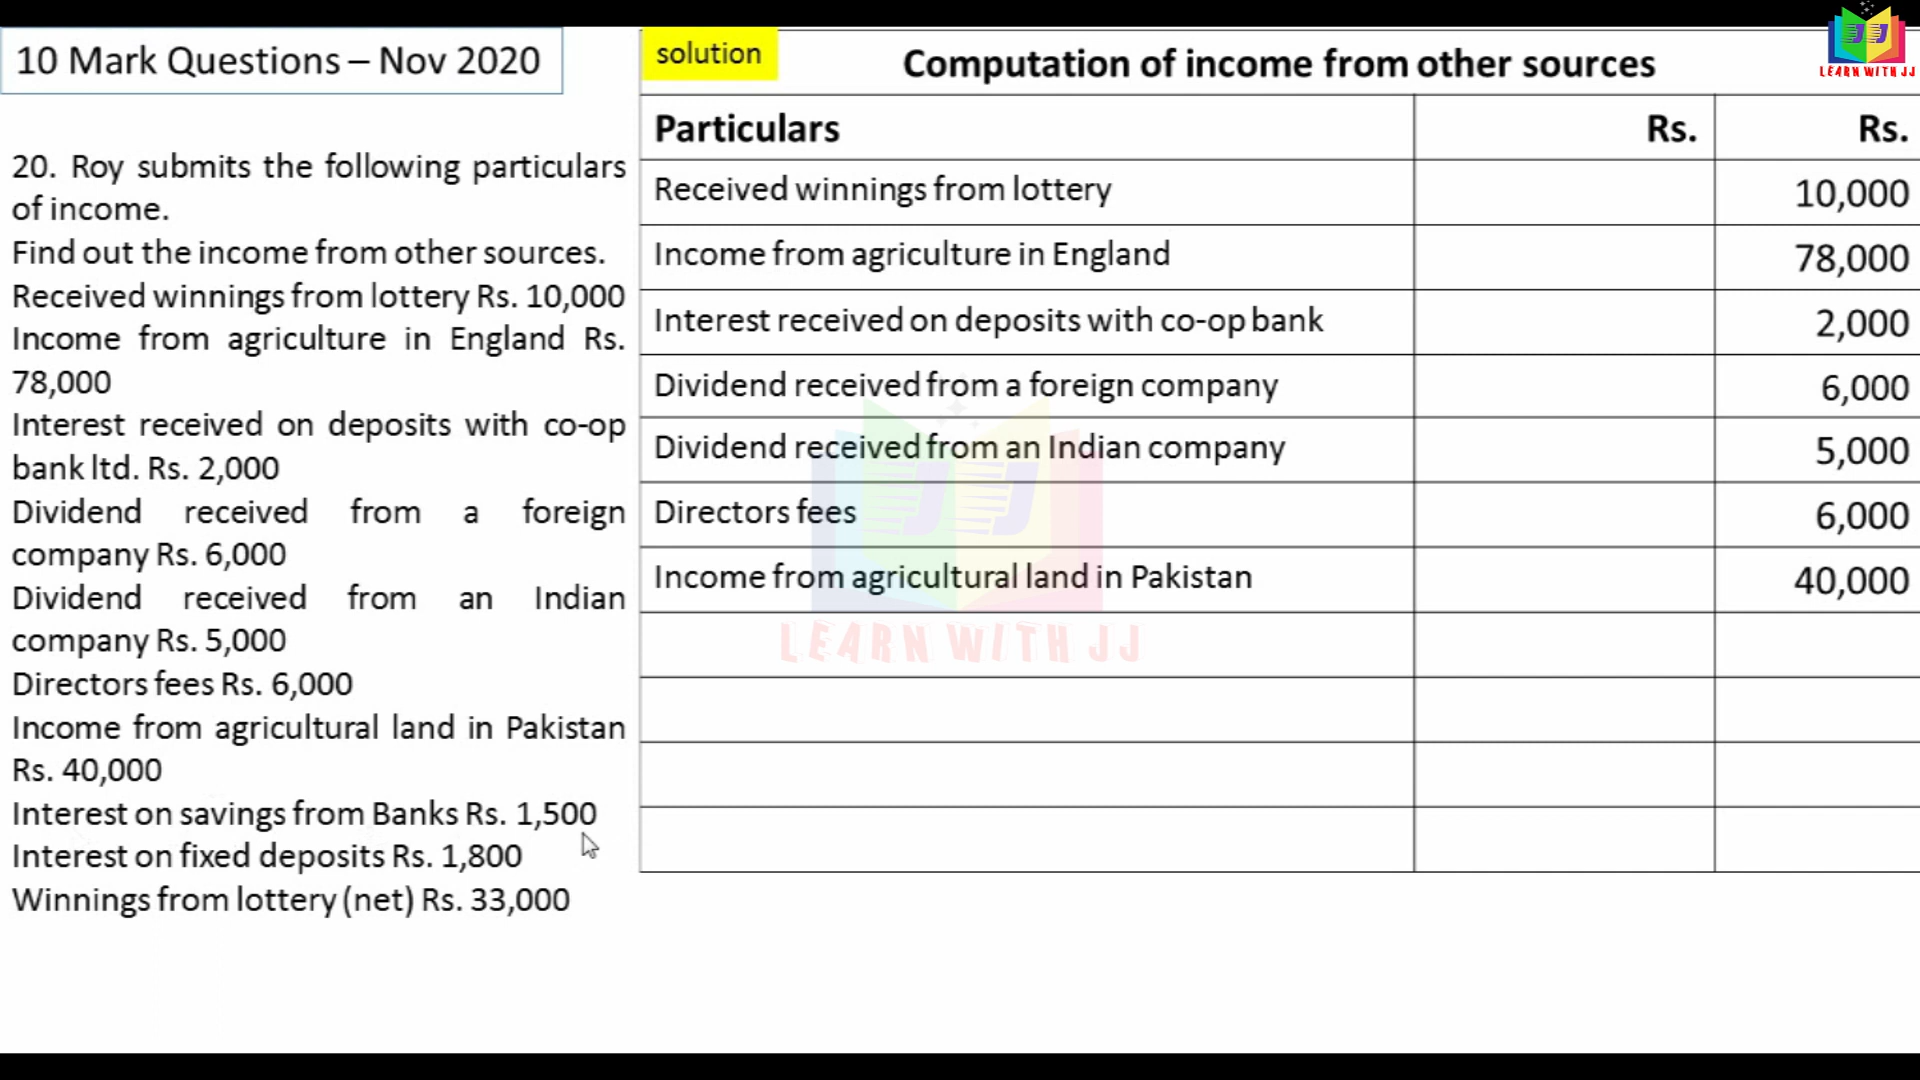 10 Mark Questions – Nov 2020
20. Roy submits the following particulars
of income.
Find out the income from other sources.
Received winnings from lottery Rs. 10,000
Income from agriculture in England Rs.
78,000
Interest received on deposits with co-op
bank ltd. Rs. 2,000
Dividend received from a foreign
company Rs. 6,000
Dividend received from an Indian
company Rs. 5,000
Directors fees Rs. 6,000
Income from agricultural land in Pakistan
Rs. 40,000
Interest on savings from Banks Rs. 1,500
Interest on fixed deposits Rs. 1,800
Winnings from lottery (net) Rs. 33,000
solution
Computation of income from other sources
Particulars Rs. Rs.
Received winnings from lottery 10,000
Income from agriculture in England 78,000
Interest received on deposits with co-op bank 2,000
Dividend received from a foreign company 6,000
Dividend received from an Indian company 5,000
Directors fees 6,000
Income from agricultural land in Pakistan 40,000
JJ
LEARN WITH JJ
JJ
LEARN WITH JJ